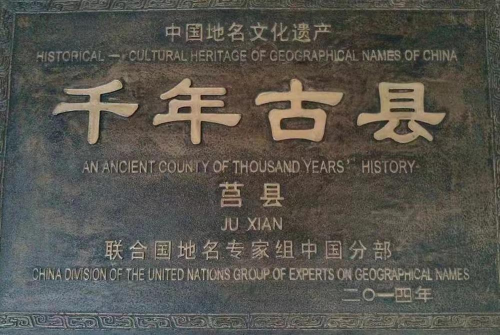 中国地名文化遗产
HISTORICAL — CULTURAL HERITAGE OF GEOGRAPHICAL NAMES OF CHINA
千年古县
AN ANCIENT COUNTY OF THOUSAND YEARS' HISTORY
莒县
JU XIAN
联合国地名专家组中国分部
CHINA DIVISION OF THE UNITED NATIONS GROUP OF EXPERTS ON GEOGRAPHICAL NAMES
二〇一四年